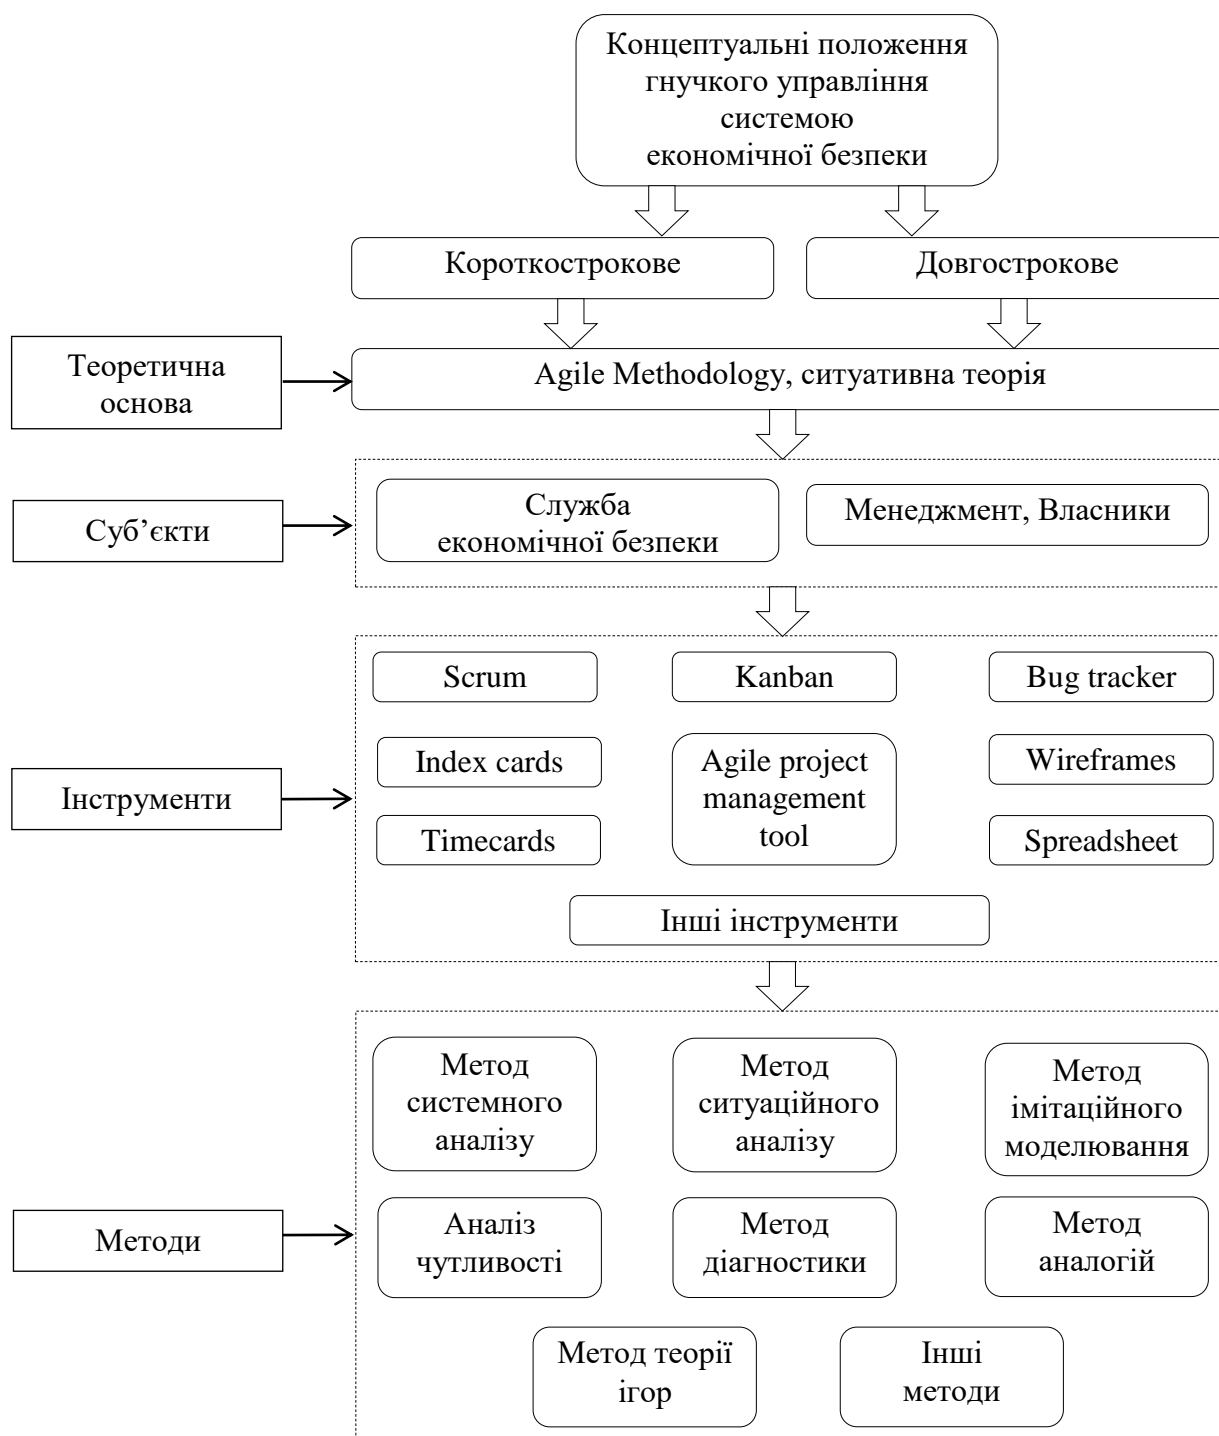 Концептуальні положення
гнучкого управління
системою
економічної безпеки
Короткострокове
Довгострокове
Теоретична
основа
Agile Methodology, ситуативна теорія
Суб’єкти
Служба
економічної безпеки
Менеджмент, Власники
Інструменти
Scrum
Kanban
Bug tracker
Index cards
Agile project
management
tool
Wireframes
Timecards
Spreadsheet
Інші інструменти
Методи
Метод
системного
аналізу
Метод
ситуаційного
аналізу
Метод
імітаційного
моделювання
Аналіз
чутливості
Метод
діагностики
Метод
аналогій
Метод теорії
ігор
Інші
методи